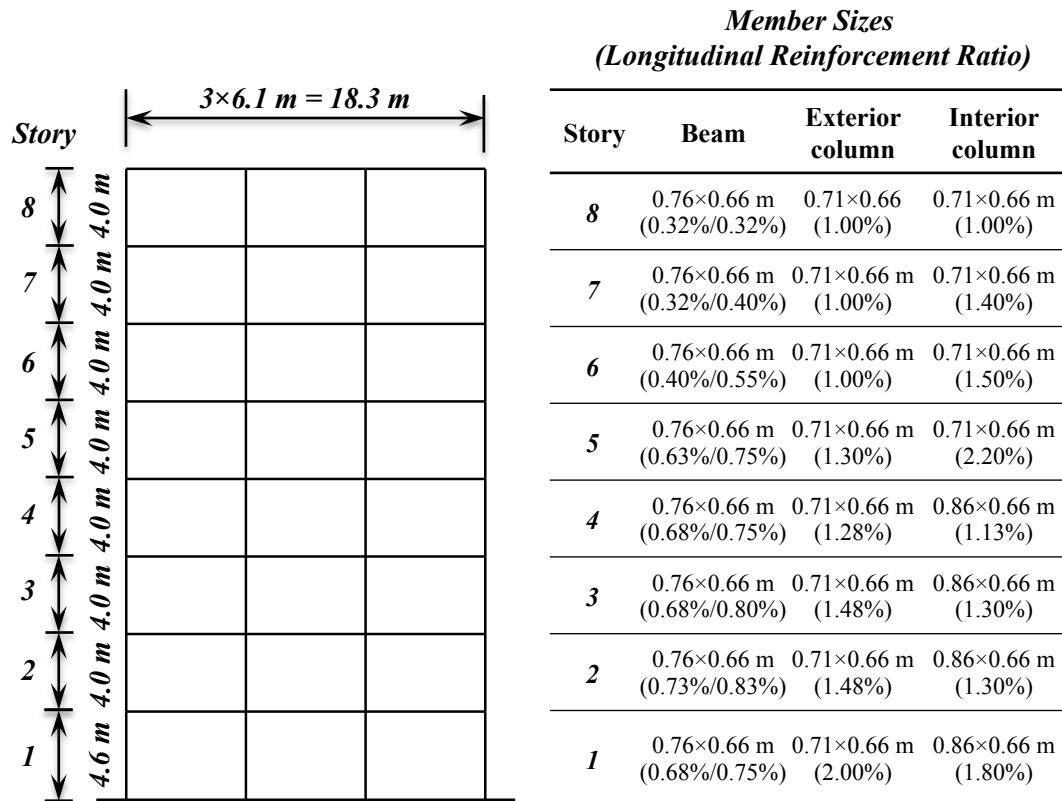 Member Sizes
(Longitudinal Reinforcement Ratio)
3×6.1 m = 18.3 m
Story
8
4.0 m
7
4.0 m
6
4.0 m
5
4.0 m
4
4.0 m
3
4.0 m
2
4.0 m
1
4.6 m
Story Beam Exterior column Interior column
8 0.76×0.66 m 0.71×0.66 0.71×0.66 m
(0.32%/0.32%) (1.00%) (1.00%)
7 0.76×0.66 m 0.71×0.66 m 0.71×0.66 m
(0.32%/0.40%) (1.00%) (1.40%)
6 0.76×0.66 m 0.71×0.66 m 0.71×0.66 m
(0.40%/0.55%) (1.00%) (1.50%)
5 0.76×0.66 m 0.71×0.66 m 0.71×0.66 m
(0.63%/0.75%) (1.30%) (2.20%)
4 0.76×0.66 m 0.71×0.66 m 0.86×0.66 m
(0.68%/0.75%) (1.28%) (1.13%)
3 0.76×0.66 m 0.71×0.66 m 0.86×0.66 m
(0.68%/0.80%) (1.48%) (1.30%)
2 0.76×0.66 m 0.71×0.66 m 0.86×0.66 m
(0.73%/0.83%) (1.48%) (1.30%)
1 0.76×0.66 m 0.71×0.66 m 0.86×0.66 m
(0.68%/0.75%) (2.00%) (1.80%)